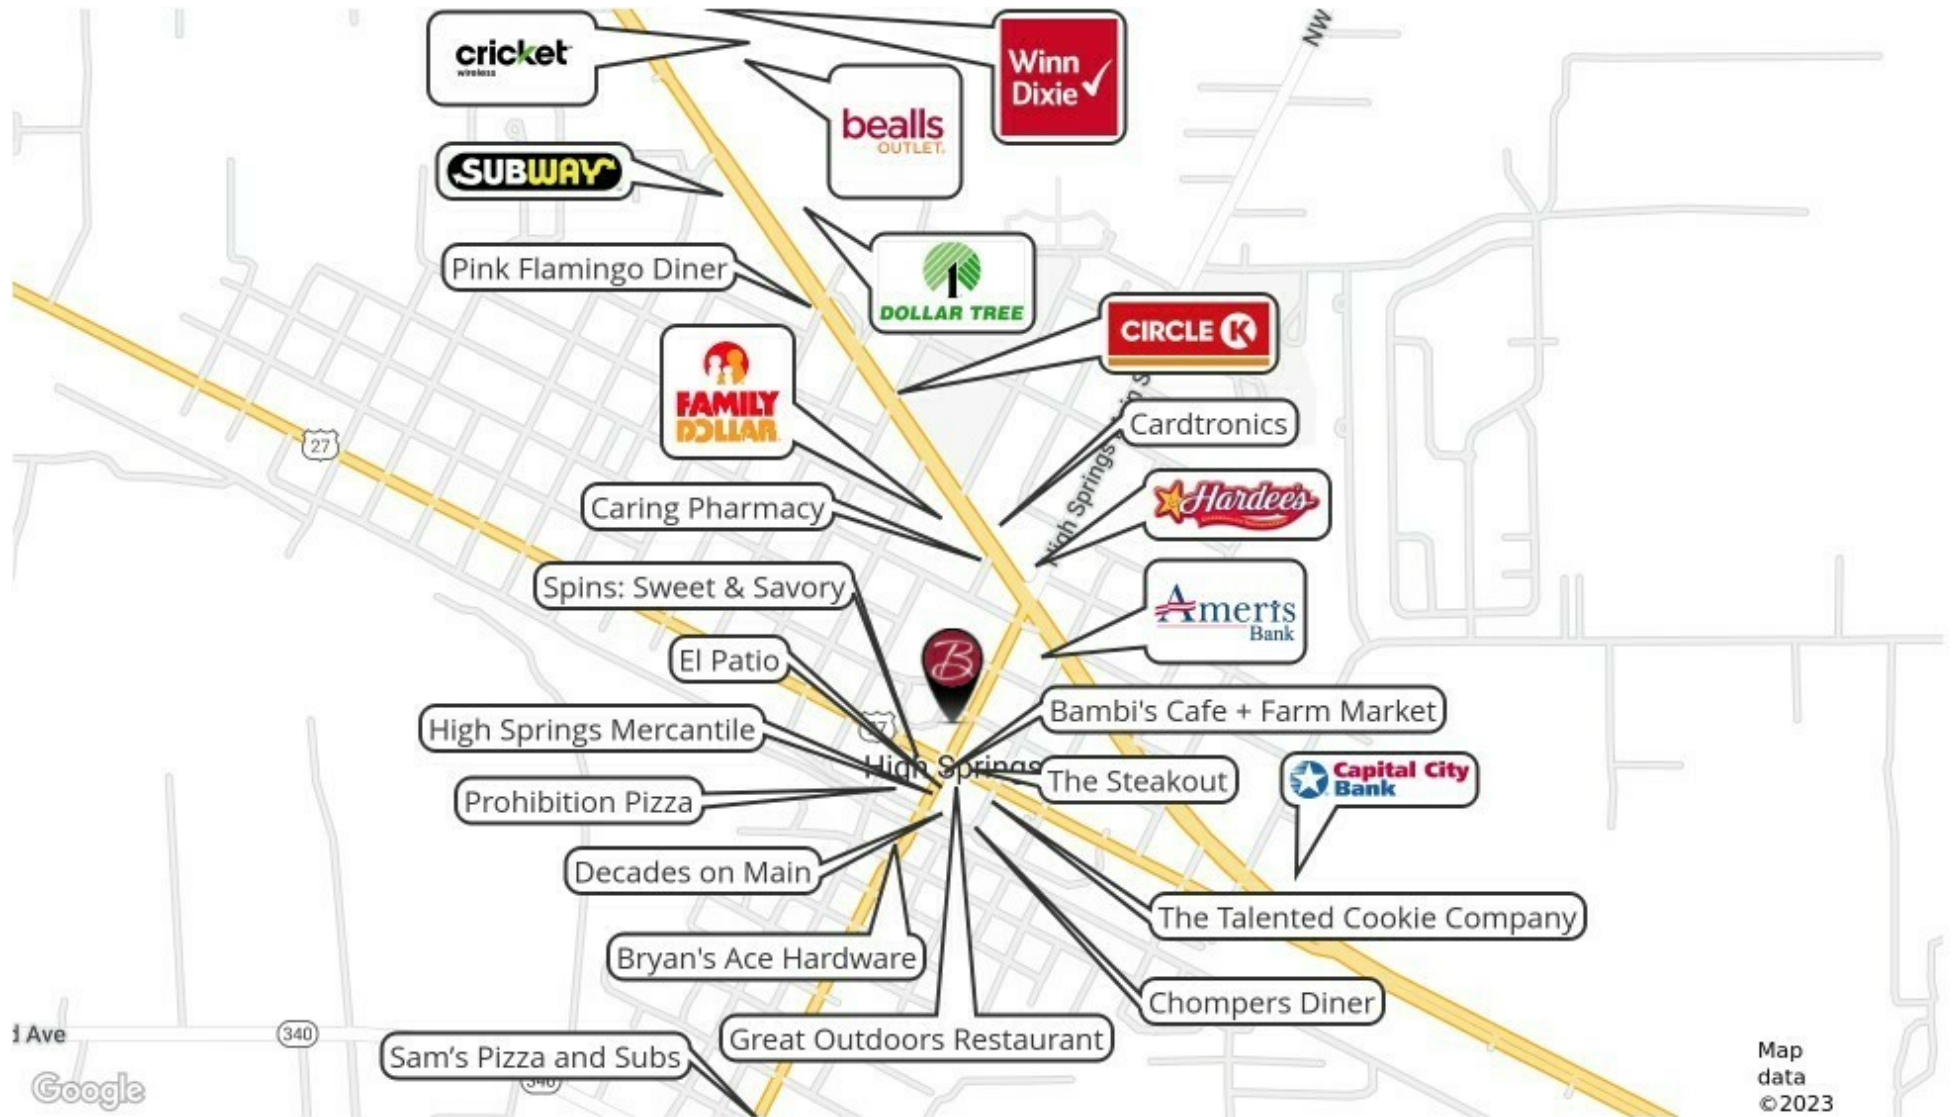 cricket
wireless
Winn
Dixie
NW
bealls
OUTLET.
SUBWAY
Pink Flamingo Diner
1
DOLLAR TREE
CIRCLE K
FAMILY
DOLLAR
Cardtronics
27
High Springs
Hardee's
Caring Pharmacy
Spins: Sweet & Savory
Ameris
Bank
El Patio
B
Bambi's Cafe + Farm Market
High Springs Mercantile
High Springs
The Steakout
Capital City
Bank
Prohibition Pizza
Decades on Main
The Talented Cookie Company
Bryan's Ace Hardware
Chompers Diner
d Ave
340
Great Outdoors Restaurant
Sam's Pizza and Subs
340
Google
Map
data
©2023